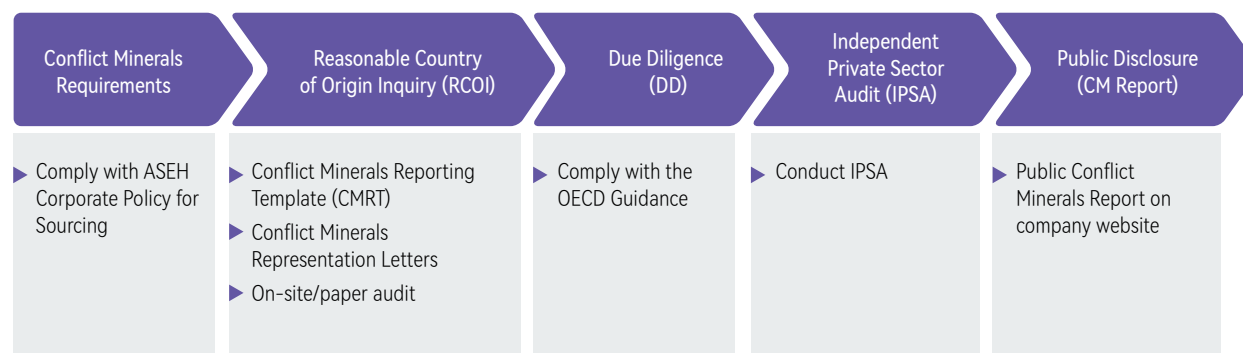 Conflict Minerals
Requirements
Reasonable Country
of Origin Inquiry (RCOI)
Due Diligence
(DD)
Independent
Private Sector
Audit (IPSA)
Public Disclosure
(CM Report)
Comply with ASEH
Corporate Policy for
Sourcing
Conflict Minerals Reporting
Template (CMRT)
Conflict Minerals
Representation Letters
On-site/paper audit
Comply with the
OECD Guidance
Conduct IPSA
Public Conflict
Minerals Report on
company website